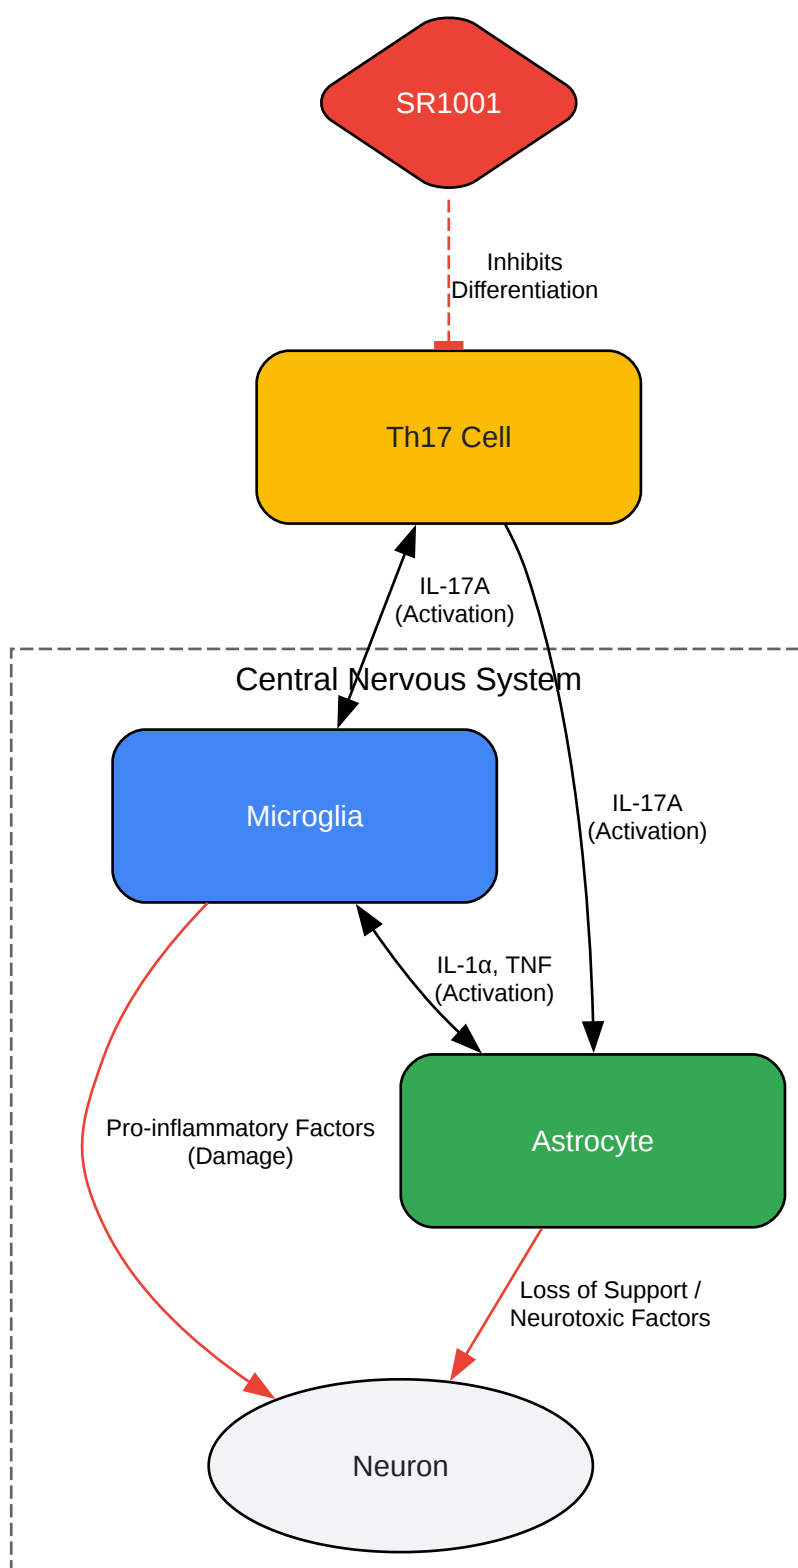 SR1001
Inhibits
Differentiation
Th17 Cell
IL-17A
(Activation)
Central Nervous System
Microglia
IL-17A
(Activation)
IL-1α, TNF
(Activation)
Pro-inflammatory Factors
(Damage)
Astrocyte
Loss of Support /
Neurotoxic Factors
Neuron